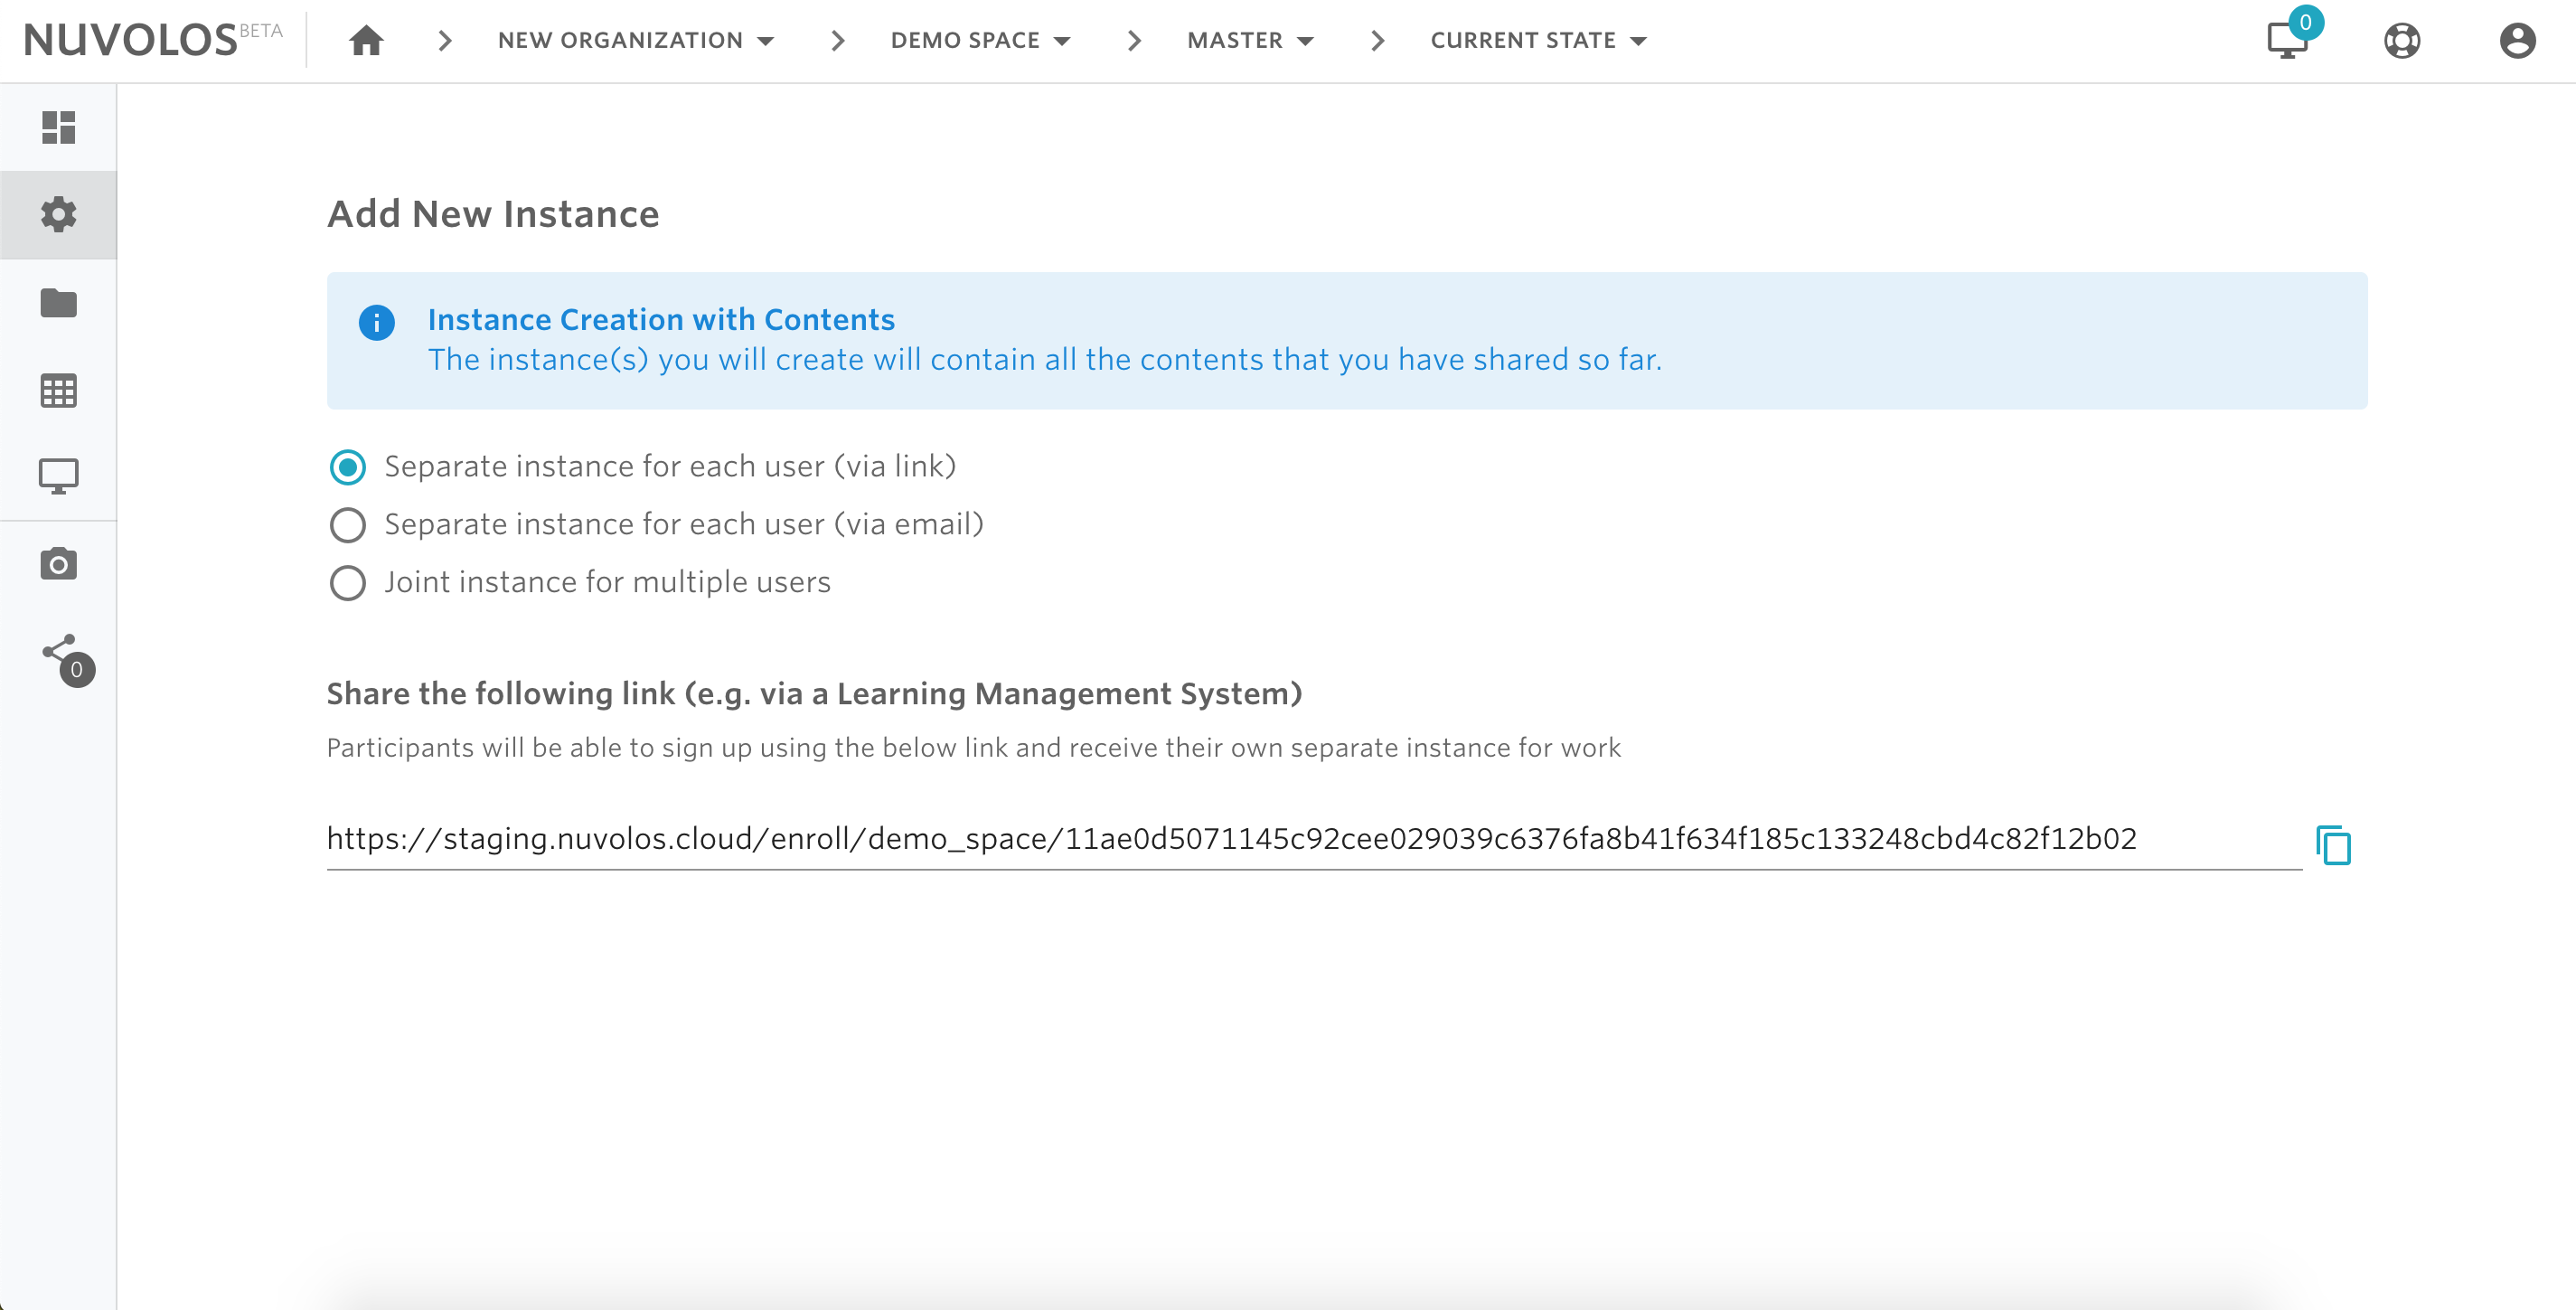 NUVOLOS BETA
NEW ORGANIZATION
DEMO SPACE
MASTER
CURRENT STATE
0
Add New Instance
Instance Creation with Contents
The instance(s) you will create will contain all the contents that you have shared so far.
Separate instance for each user (via link)
Separate instance for each user (via email)
Joint instance for multiple users
0
Share the following link (e.g. via a Learning Management System)
Participants will be able to sign up using the below link and receive their own separate instance for work
https://staging.nuvolos.cloud/enroll/demo_space/11ae0d5071145c92cee029039c6376fa8b41f634f185c133248cbd4c82f12b02